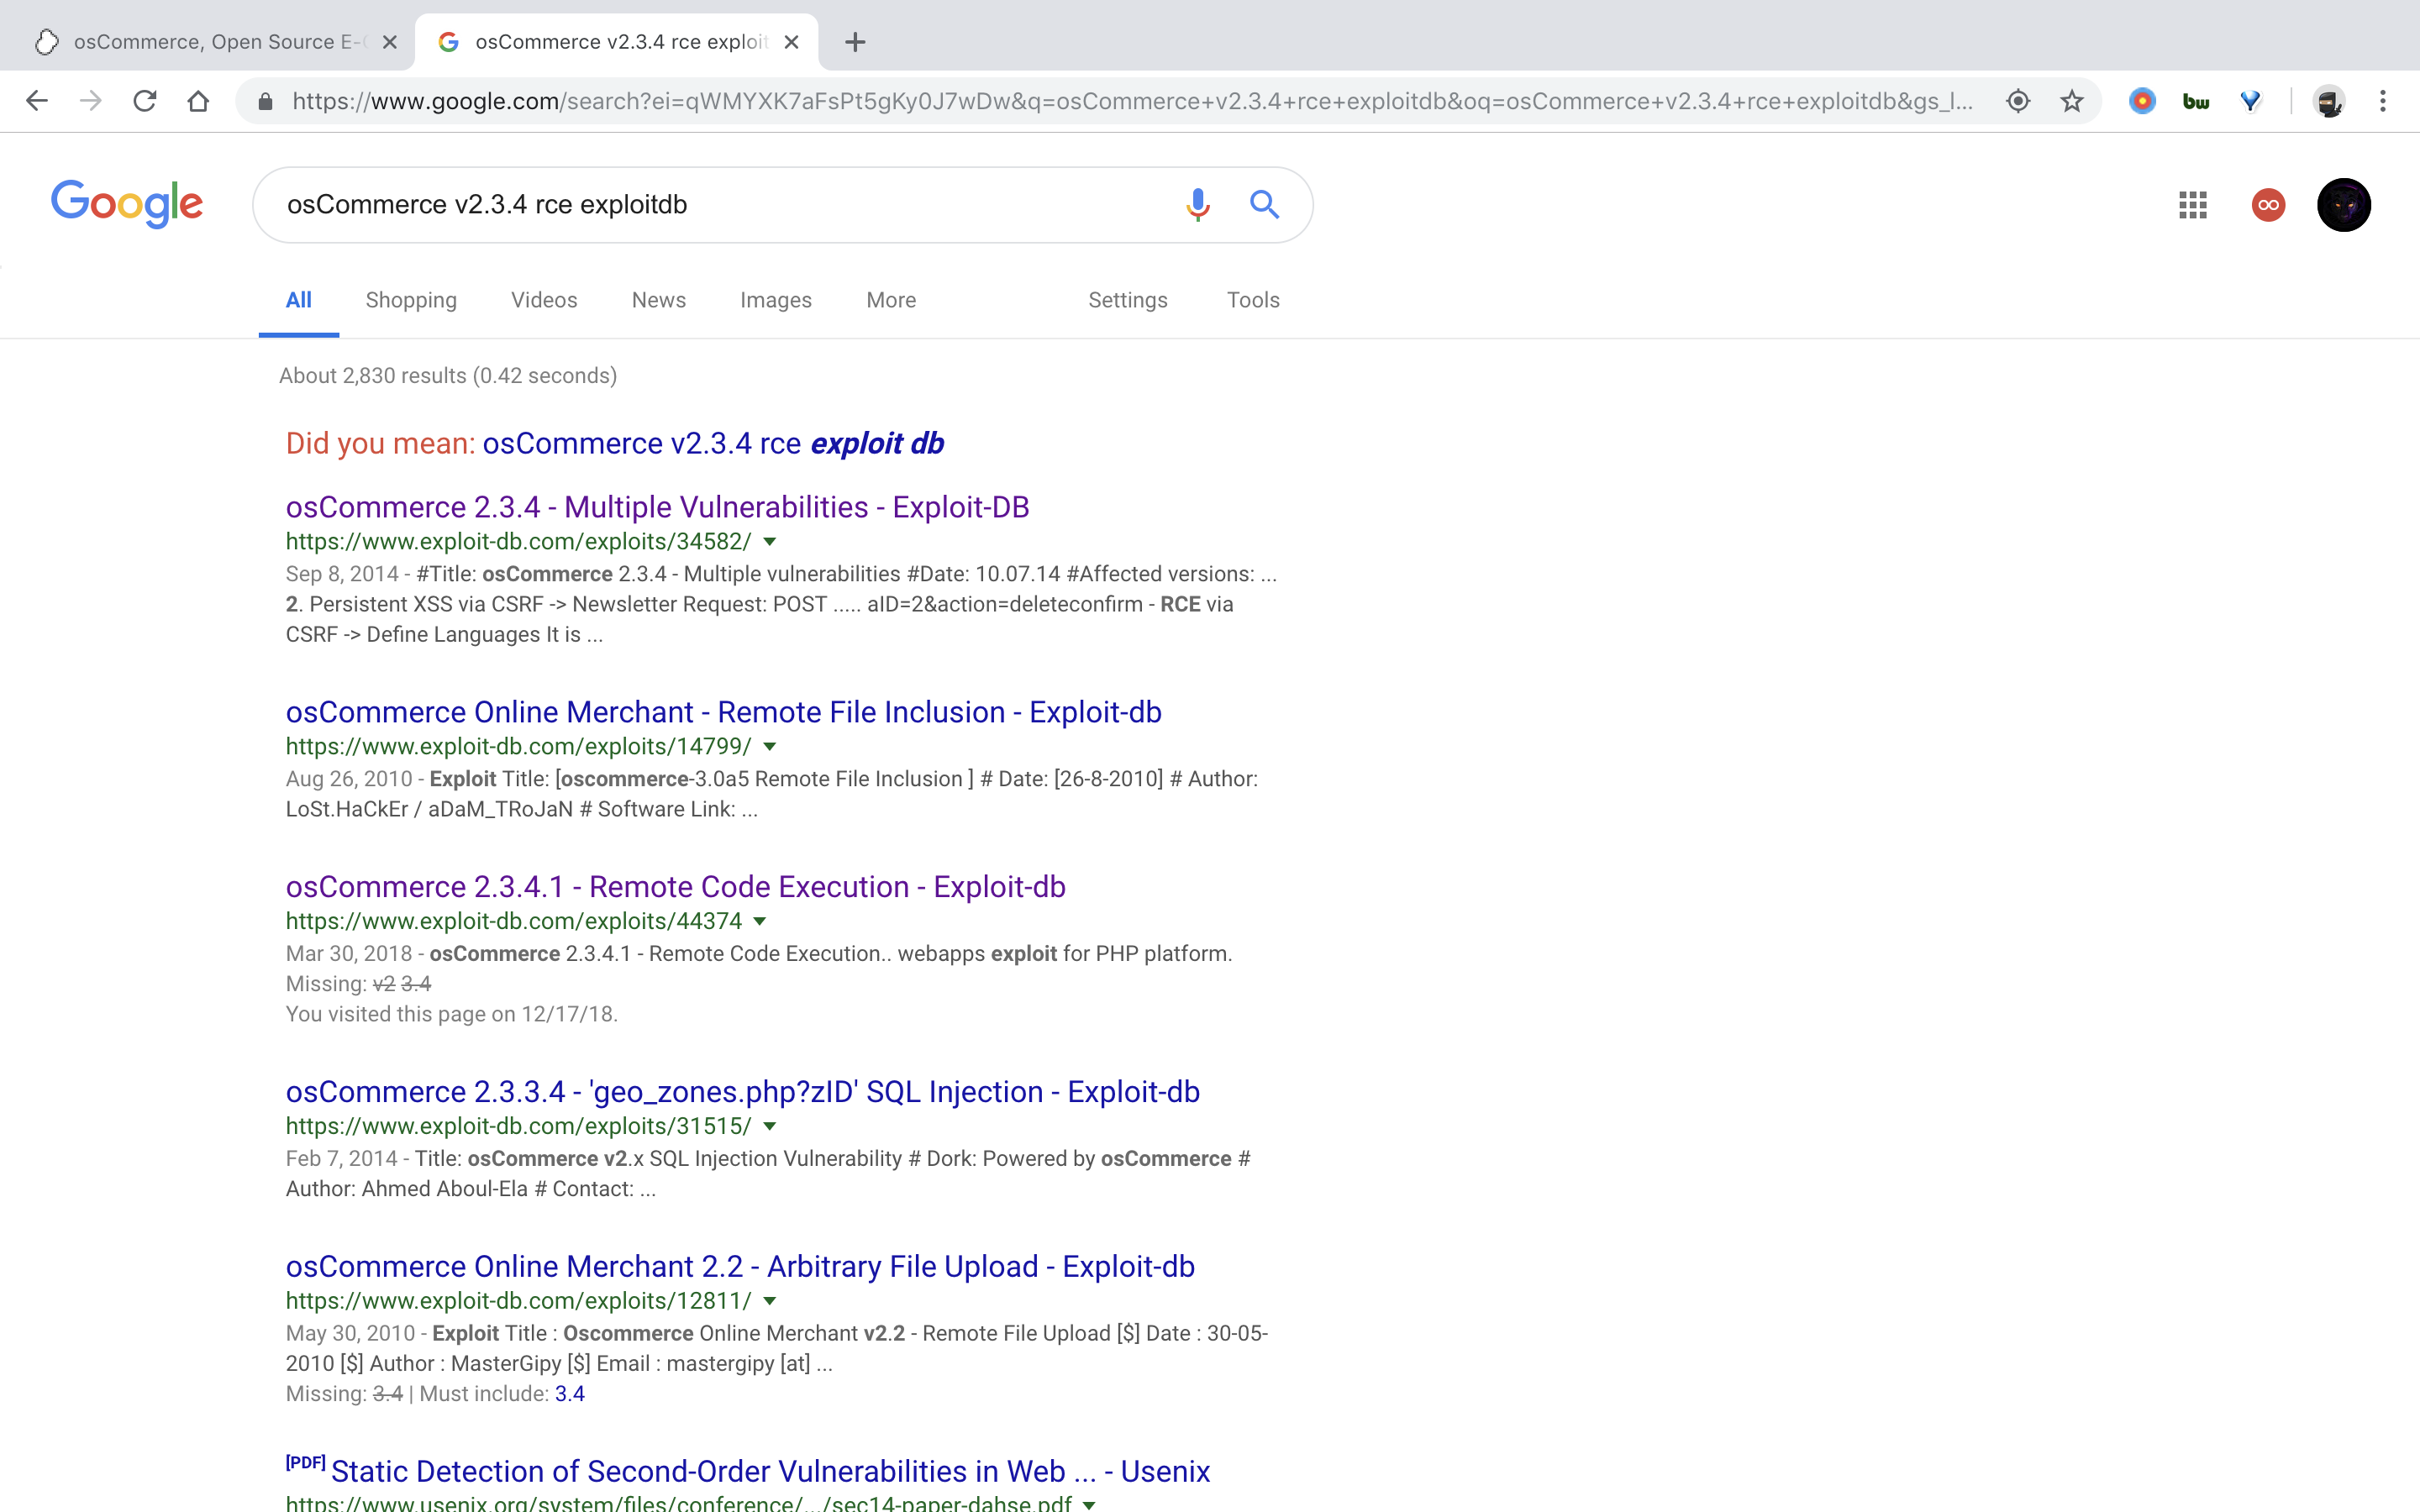 osCommerce, Open Source E-
osCommerce v2.3.4 rce exploit
https://www.google.com/search?ei=qWMYXK7aFsPt5gKy0J7wDw&q=osCommerce+v2.3.4+rce+exploitdb&oq=osCommerce+v2.3.4+rce+exploitdb&gs_l...
bw
Google
osCommerce v2.3.4 rce exploitdb
All Shopping Videos News Images More Settings Tools
About 2,830 results (0.42 seconds)
Did you mean: osCommerce v2.3.4 rce exploit db
osCommerce 2.3.4 - Multiple Vulnerabilities - Exploit-DB
https://www.exploit-db.com/exploits/34582/
Sep 8, 2014 - #Title: osCommerce 2.3.4 - Multiple vulnerabilities #Date: 10.07.14 #Affected versions: ...
2. Persistent XSS via CSRF -> Newsletter Request: POST ..... aID=2&action=deleteconfirm - RCE via
CSRF -> Define Languages It is ...
osCommerce Online Merchant - Remote File Inclusion - Exploit-db
https://www.exploit-db.com/exploits/14799/
Aug 26, 2010 - Exploit Title: [oscommerce-3.0a5 Remote File Inclusion ] # Date: [26-8-2010] # Author:
LoSt.HaCkEr / aDaM_TRoJaN # Software Link: ...
osCommerce 2.3.4.1 - Remote Code Execution - Exploit-db
https://www.exploit-db.com/exploits/44374
Mar 30, 2018 - osCommerce 2.3.4.1 - Remote Code Execution.. webapps exploit for PHP platform.
Missing: v2 3.4
You visited this page on 12/17/18.
osCommerce 2.3.3.4 - 'geo_zones.php?zID' SQL Injection - Exploit-db
https://www.exploit-db.com/exploits/31515/
Feb 7, 2014 - Title: osCommerce v2.x SQL Injection Vulnerability # Dork: Powered by osCommerce #
Author: Ahmed Aboul-Ela # Contact: ...
osCommerce Online Merchant 2.2 - Arbitrary File Upload - Exploit-db
https://www.exploit-db.com/exploits/12811/
May 30, 2010 - Exploit Title : Oscommerce Online Merchant v2.2 - Remote File Upload [$] Date : 30-05-
2010 [$] Author : MasterGipy [$] Email : mastergipy [at] ...
Missing: 3.4 | Must include: 3.4
[PDF] Static Detection of Second-Order Vulnerabilities in Web ... - Usenix
https://www.usenix.org/system/files/conference/.../sec14-paper-dahse.pdf